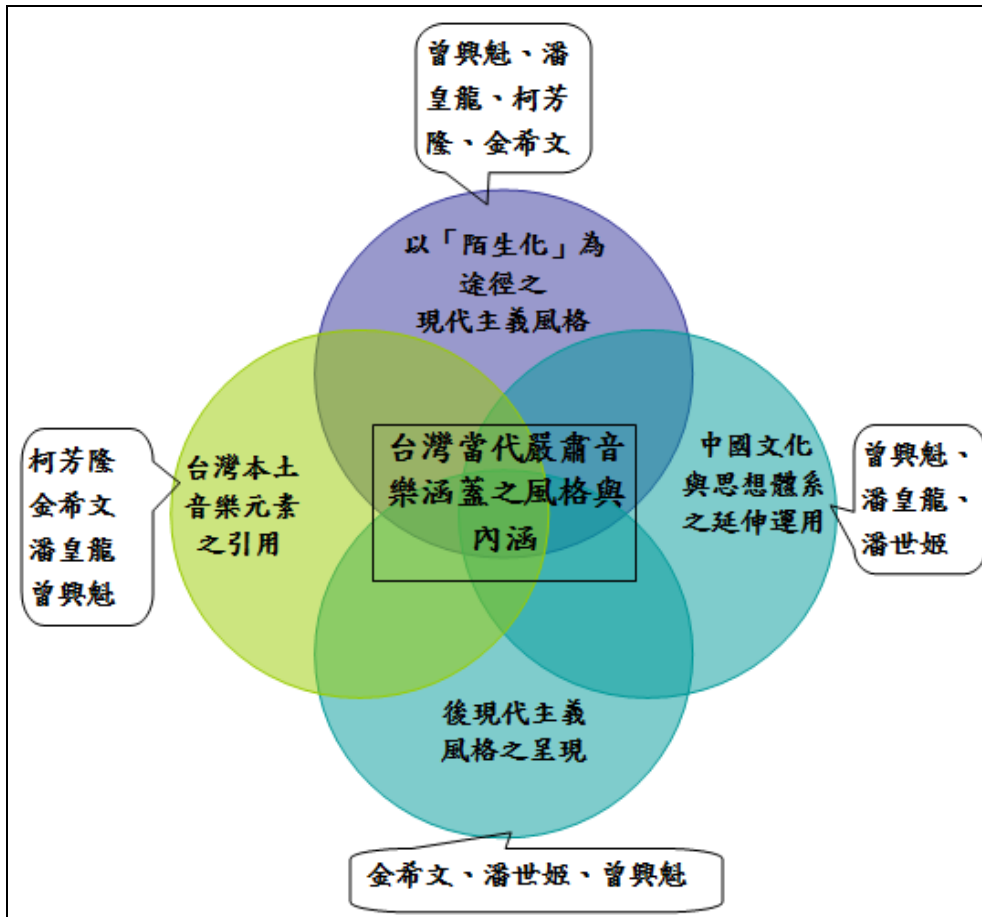 曾興魁、潘
皇龍、柯芳
隆、金希文
以「陌生化」為
途徑之
現代主義風格
柯芳隆
金希文
潘皇龍
曾興魁
台灣本土
音樂元素
之引用
台灣當代嚴肅音
樂涵蓋之風格與
內涵
中國文化
與思想體系
之延伸運用
曾興魁、
潘皇龍、
潘世姬
後現代主義
風格之呈現
金希文、潘世姬、曾興魁